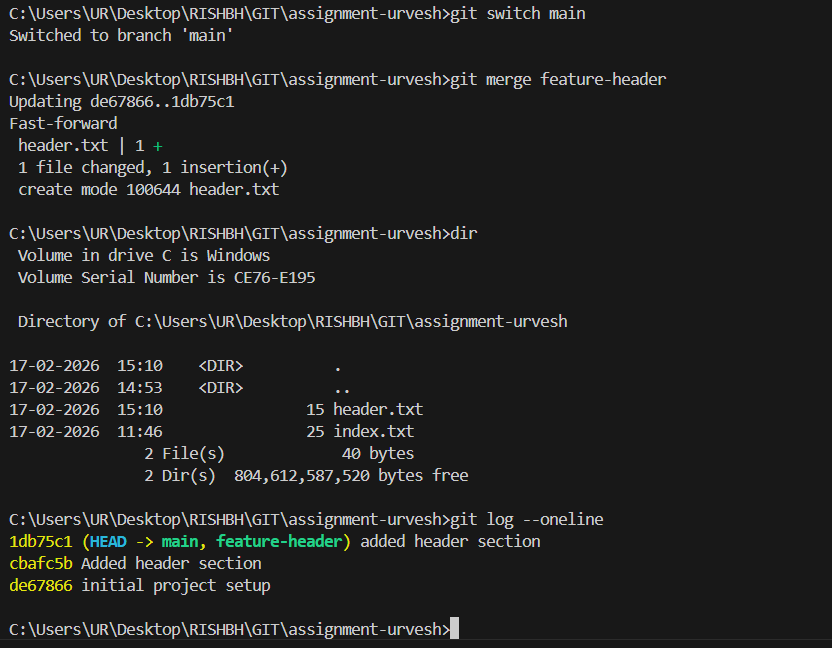 C:\Users\UR\Desktop\RISHBH\GIT\assignment-urvesh>git switch main
Switched to branch 'main'
C:\Users\UR\Desktop\RISHBH\GIT\assignment-urvesh>git merge feature-header
Updating de67866..1db75c1
Fast-forward
 header.txt | 1 +
 1 file changed, 1 insertion(+)
 create mode 100644 header.txt
C:\Users\UR\Desktop\RISHBH\GIT\assignment-urvesh>dir
 Volume in drive C is Windows
 Volume Serial Number is CE76-E195
 Directory of C:\Users\UR\Desktop\RISHBH\GIT\assignment-urvesh
17-02-2026  15:10    <DIR>          .
17-02-2026  14:53    <DIR>          ..
17-02-2026  15:10                15 header.txt
17-02-2026  11:46                25 index.txt
               2 File(s)             40 bytes
               2 Dir(s)  804,612,587,520 bytes free
C:\Users\UR\Desktop\RISHBH\GIT\assignment-urvesh>git log --oneline
1db75c1 (HEAD -> main, feature-header) added header section
cbafc5b Added header section
de67866 initial project setup
C:\Users\UR\Desktop\RISHBH\GIT\assignment-urvesh>